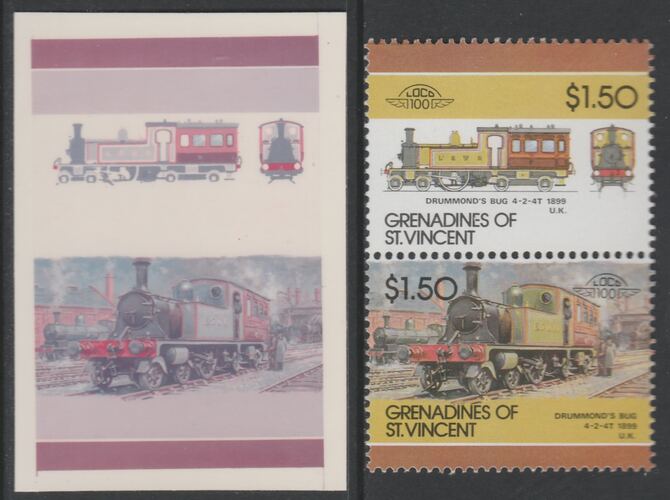 LOCO
100
$1.50
L&SWR
DRUMMOND'S BUG 4-2-4T 1899
U.K.
GRENADINES OF
ST.VINCENT
$1.50
LOCO
100
GRENADINES OF
ST.VINCENT
DRUMMOND'S BUG
4-2-4T 1899
U.K.